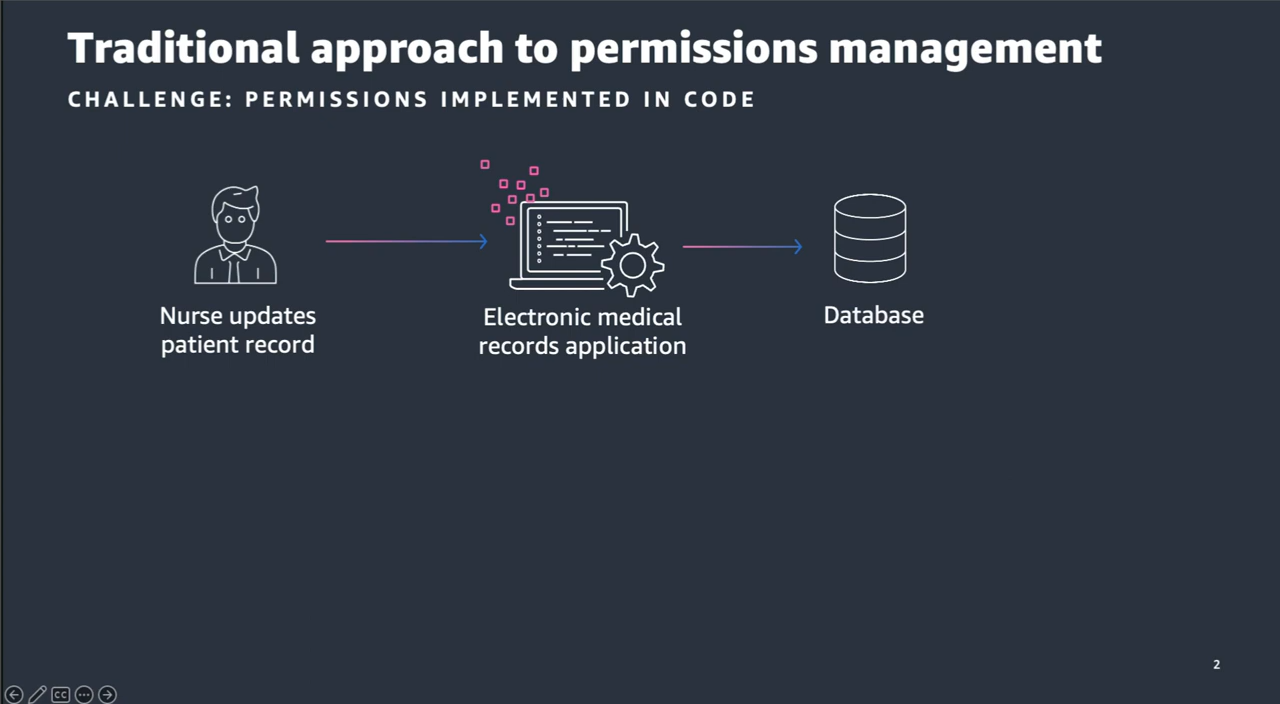 Traditional approach to permissions management
CHALLENGE: PERMISSIONS IMPLEMENTED IN CODE
Nurse updates
patient record
Electronic medical
records application
Database
2
CC